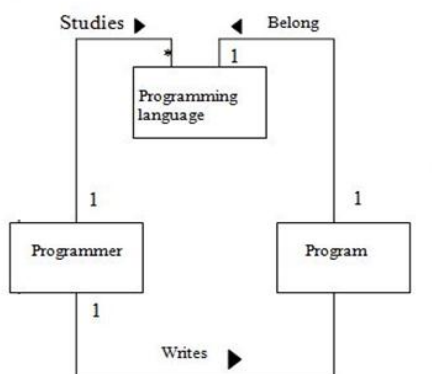 Studies
Belong
*
1
Programming
language
1
1
Programmer
Program
1
Writes